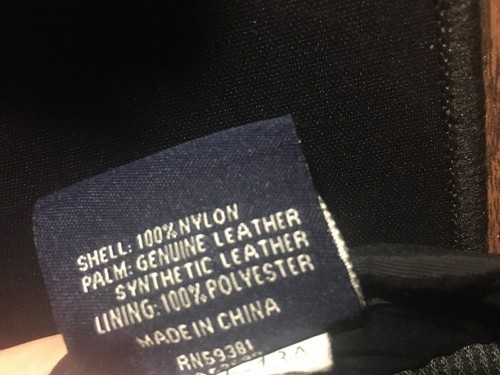 SHELL: 100% NYLON
PALM: GENUINE LEATHER
SYNTHETIC LEATHER
LINING: 100% POLYESTER
MADE IN CHINA
RN59381